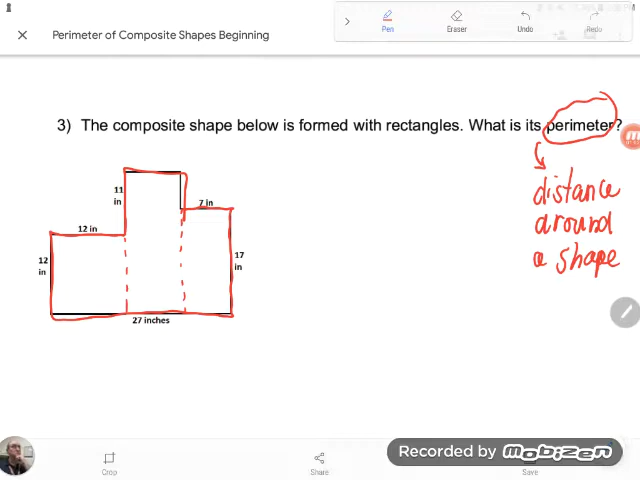 Pen
Eraser
Undo
Redo
Perimeter of Composite Shapes Beginning
3) The composite shape below is formed with rectangles. What is its perimeter?
distance
around
a shape
11
in
7 in
12 in
12
in
17
in
27 inches
Crop
Share
Save
Recorded by mobizen